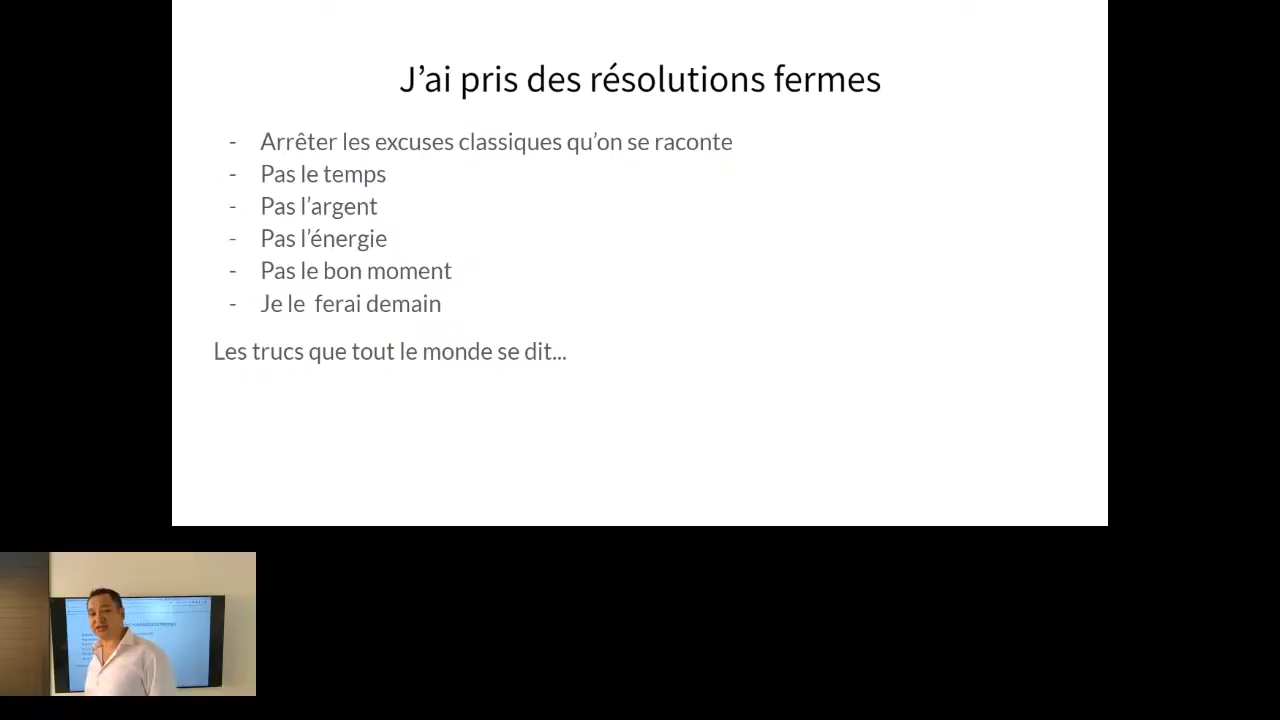 J’ai pris des résolutions fermes
- Arrêter les excuses classiques qu’on se raconte
- Pas le temps
- Pas l’argent
- Pas l’énergie
- Pas le bon moment
- Je le  ferai demain
Les trucs que tout le monde se dit...